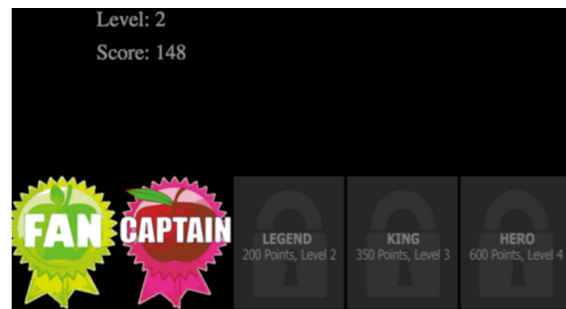 Level: 2
Score: 148
FAN
CAPTAIN
LEGEND
200 Points, Level 2
KING
350 Points, Level 3
HERO
600 Points, Level 4